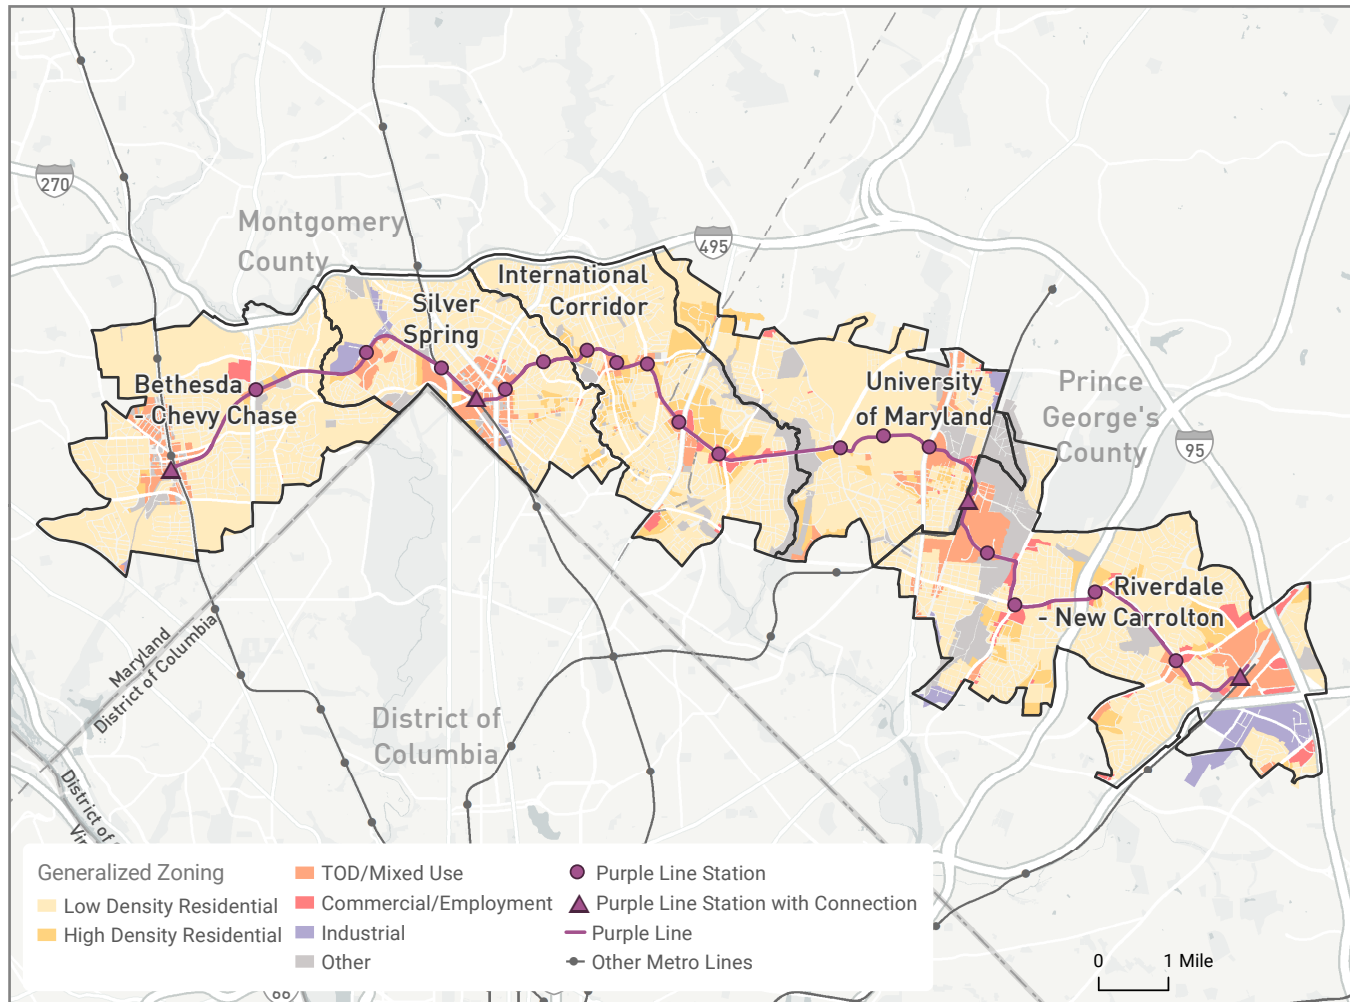 270
Montgomery
County
495
International
Corridor
Silver
Spring
Bethesda
- Chevy Chase
University
of Maryland
Prince
George's
County
95
Riverdale
- New Carrolton
Maryland
District of Columbia
District of
Columbia
District of
Generalized Zoning
Low Density Residential
High Density Residential
TOD/Mixed Use
Commercial/Employment
Industrial
Other
Purple Line Station
Purple Line Station with Connection
Purple Line
Other Metro Lines
0 1 Mile
66